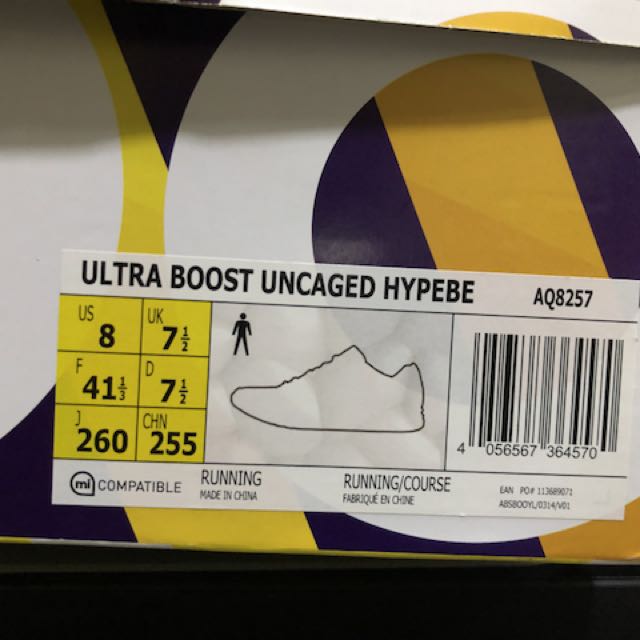 ULTRA BOOST UNCAGED HYPEBE AQ8257
US 8 UK 7½
F 41⅓ D 7½
J 260 CHN 255
4 056567 364570
mi COMPATIBLE
RUNNING
MADE IN CHINA
RUNNING/COURSE
FABRIQUÉ EN CHINE
EAN PO# 113689071
ABSBOOYL/0314/V01